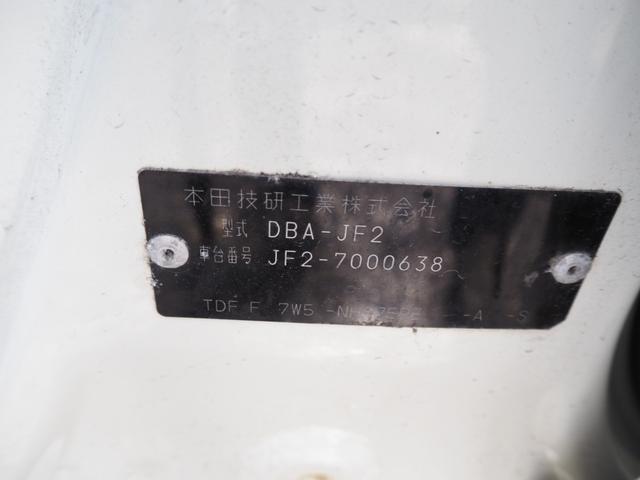 本田技研工業株式会社
型式 DBA-JF2
車台番号 JF2-7000638
TDF F 7W5 -A -S